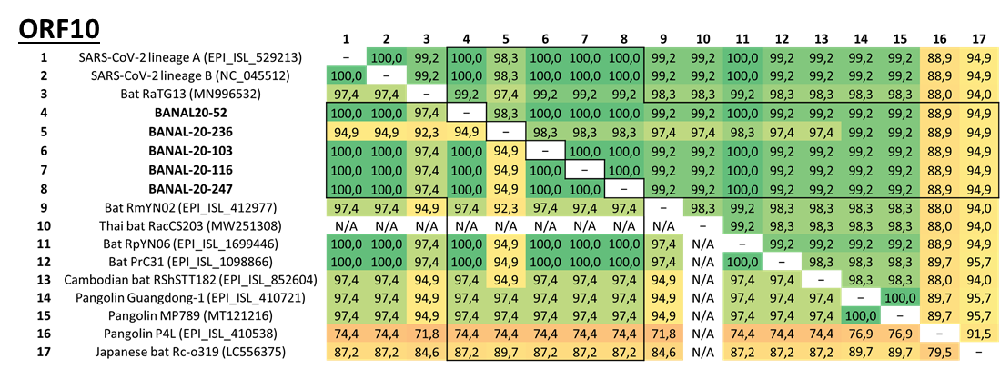 ORF10
1 2 3 4 5 6 7 8 9 10 11 12 13 14 15 16 17
1 SARS-CoV-2 lineage A (EPI_ISL_529213) – 100,0 99,2 100,0 98,3 100,0 100,0 100,0 99,2 99,2 100,0 99,2 99,2 99,2 99,2 88,9 94,9
2 SARS-CoV-2 lineage B (NC_045512) 100,0 – 99,2 100,0 98,3 100,0 100,0 100,0 99,2 99,2 100,0 99,2 99,2 99,2 99,2 88,9 94,9
3 Bat RaTG13 (MN996532) 97,4 97,4 – 99,2 97,4 99,2 99,2 99,2 98,3 98,3 99,2 98,3 98,3 98,3 98,3 88,0 94,0
4 BANAL20-52 100,0 100,0 97,4 – 98,3 100,0 100,0 100,0 99,2 99,2 100,0 99,2 99,2 99,2 99,2 88,9 94,9
5 BANAL-20-236 94,9 94,9 92,3 94,9 – 98,3 98,3 98,3 97,4 97,4 98,3 97,4 97,4 99,2 99,2 88,9 94,9
6 BANAL-20-103 100,0 100,0 97,4 100,0 94,9 – 100,0 100,0 99,2 99,2 100,0 99,2 99,2 99,2 99,2 88,9 94,9
7 BANAL-20-116 100,0 100,0 97,4 100,0 94,9 100,0 – 100,0 99,2 99,2 100,0 99,2 99,2 99,2 99,2 88,9 94,9
8 BANAL-20-247 100,0 100,0 97,4 100,0 94,9 100,0 100,0 – 99,2 99,2 100,0 99,2 99,2 99,2 99,2 88,9 94,9
9 Bat RmYN02 (EPI_ISL_412977) 97,4 97,4 94,9 97,4 92,3 97,4 97,4 97,4 – 98,3 99,2 98,3 98,3 98,3 98,3 88,0 94,0
10 Thai bat RacCS203 (MW251308) N/A N/A N/A N/A N/A N/A N/A N/A N/A – 99,2 98,3 98,3 98,3 98,3 88,0 94,0
11 Bat RpYN06 (EPI_ISL_1699446) 100,0 100,0 97,4 100,0 94,9 100,0 100,0 100,0 97,4 N/A – 99,2 99,2 99,2 99,2 88,9 94,9
12 Bat PrC31 (EPI_ISL_1098866) 100,0 100,0 97,4 100,0 94,9 100,0 100,0 100,0 97,4 N/A 100,0 – 98,3 98,3 98,3 89,7 95,7
13 Cambodian bat RShSTT182 (EPI_ISL_852604) 97,4 97,4 94,9 97,4 94,9 97,4 97,4 97,4 94,9 N/A 97,4 97,4 – 98,3 98,3 88,0 94,0
14 Pangolin Guangdong-1 (EPI_ISL_410721) 97,4 97,4 94,9 97,4 97,4 97,4 97,4 97,4 94,9 N/A 97,4 97,4 97,4 – 100,0 89,7 95,7
15 Pangolin MP789 (MT121216) 97,4 97,4 94,9 97,4 97,4 97,4 97,4 97,4 94,9 N/A 97,4 97,4 97,4 100,0 – 89,7 95,7
16 Pangolin P4L (EPI_ISL_410538) 74,4 74,4 71,8 74,4 74,4 74,4 74,4 74,4 71,8 N/A 74,4 74,4 74,4 76,9 76,9 – 91,5
17 Japanese bat Rc-o319 (LC556375) 87,2 87,2 84,6 87,2 89,7 87,2 87,2 87,2 84,6 N/A 87,2 87,2 87,2 89,7 89,7 79,5 –